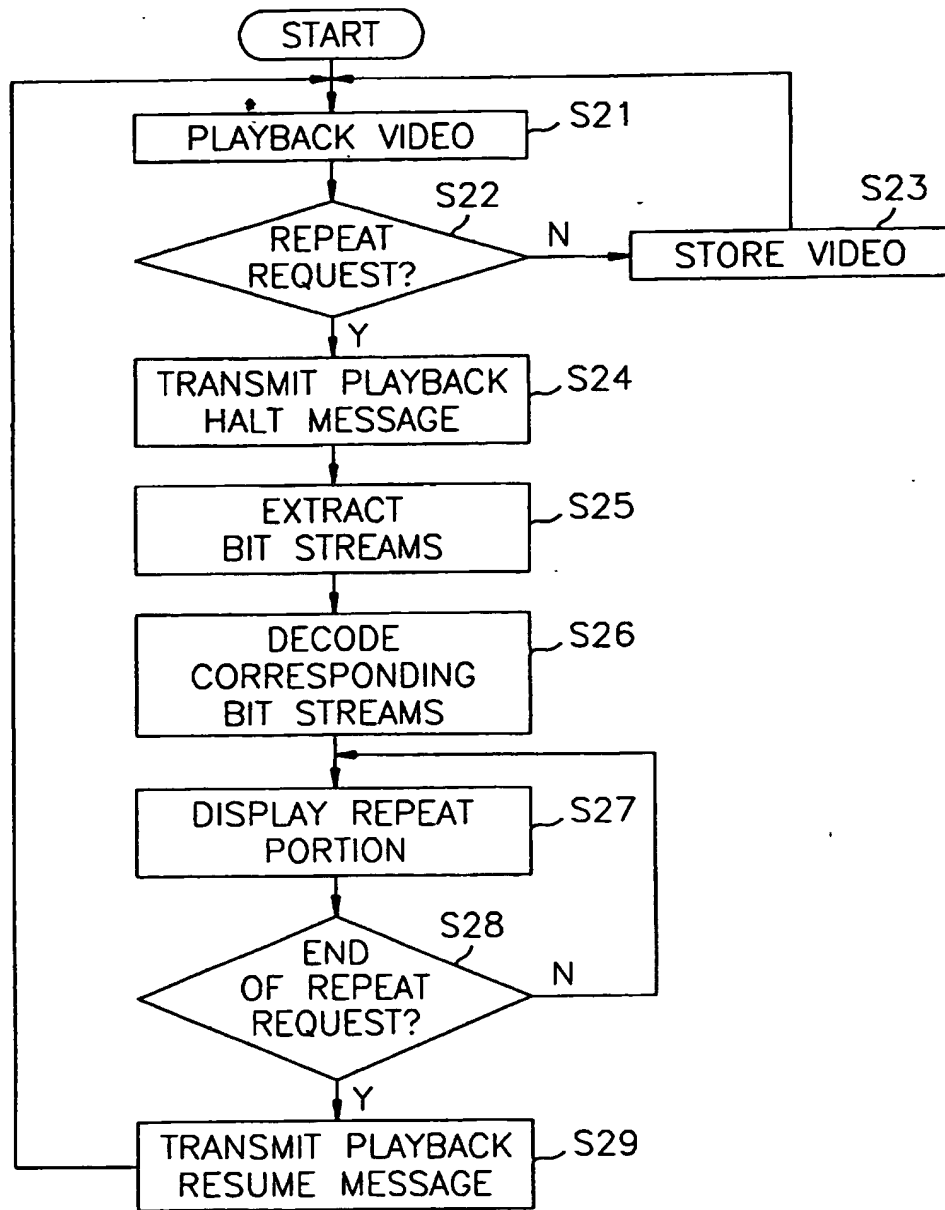 START
PLAYBACK VIDEO
S21
REPEAT
REQUEST?
S22
N
S23
STORE VIDEO
Y
TRANSMIT PLAYBACK
HALT MESSAGE
S24
EXTRACT
BIT STREAMS
S25
DECODE
CORRESPONDING
BIT STREAMS
S26
DISPLAY REPEAT
PORTION
S27
END
OF REPEAT
REQUEST?
S28
N
Y
TRANSMIT PLAYBACK
RESUME MESSAGE
S29